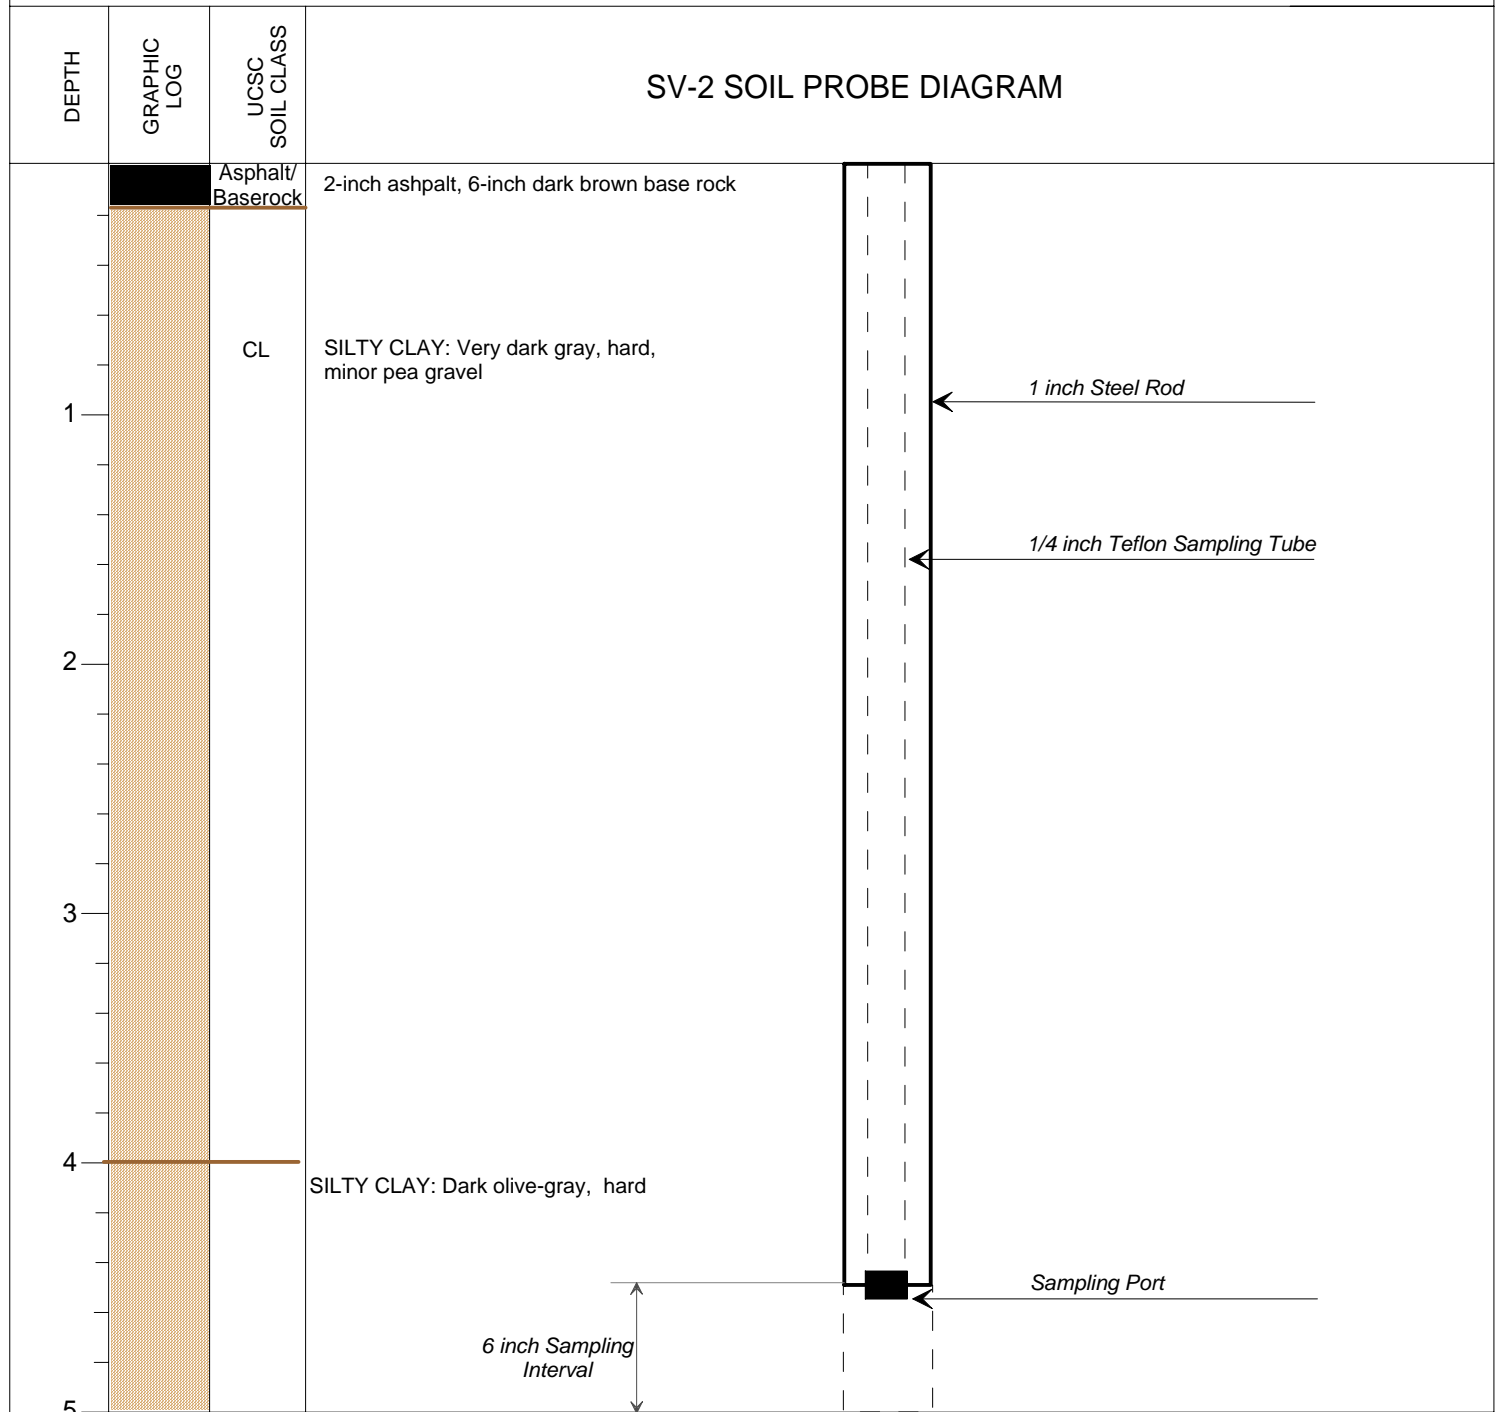 DEPTH
GRAPHIC
LOG
UCSC
SOIL CLASS
SV-2 SOIL PROBE DIAGRAM
Asphalt/
Baserock
2-inch ashpalt, 6-inch dark brown base rock
CL
SILTY CLAY: Very dark gray, hard,
minor pea gravel
1 inch Steel Rod
1
1/4 inch Teflon Sampling Tube
2
3
4
SILTY CLAY: Dark olive-gray, hard
Sampling Port
6 inch Sampling
Interval
5